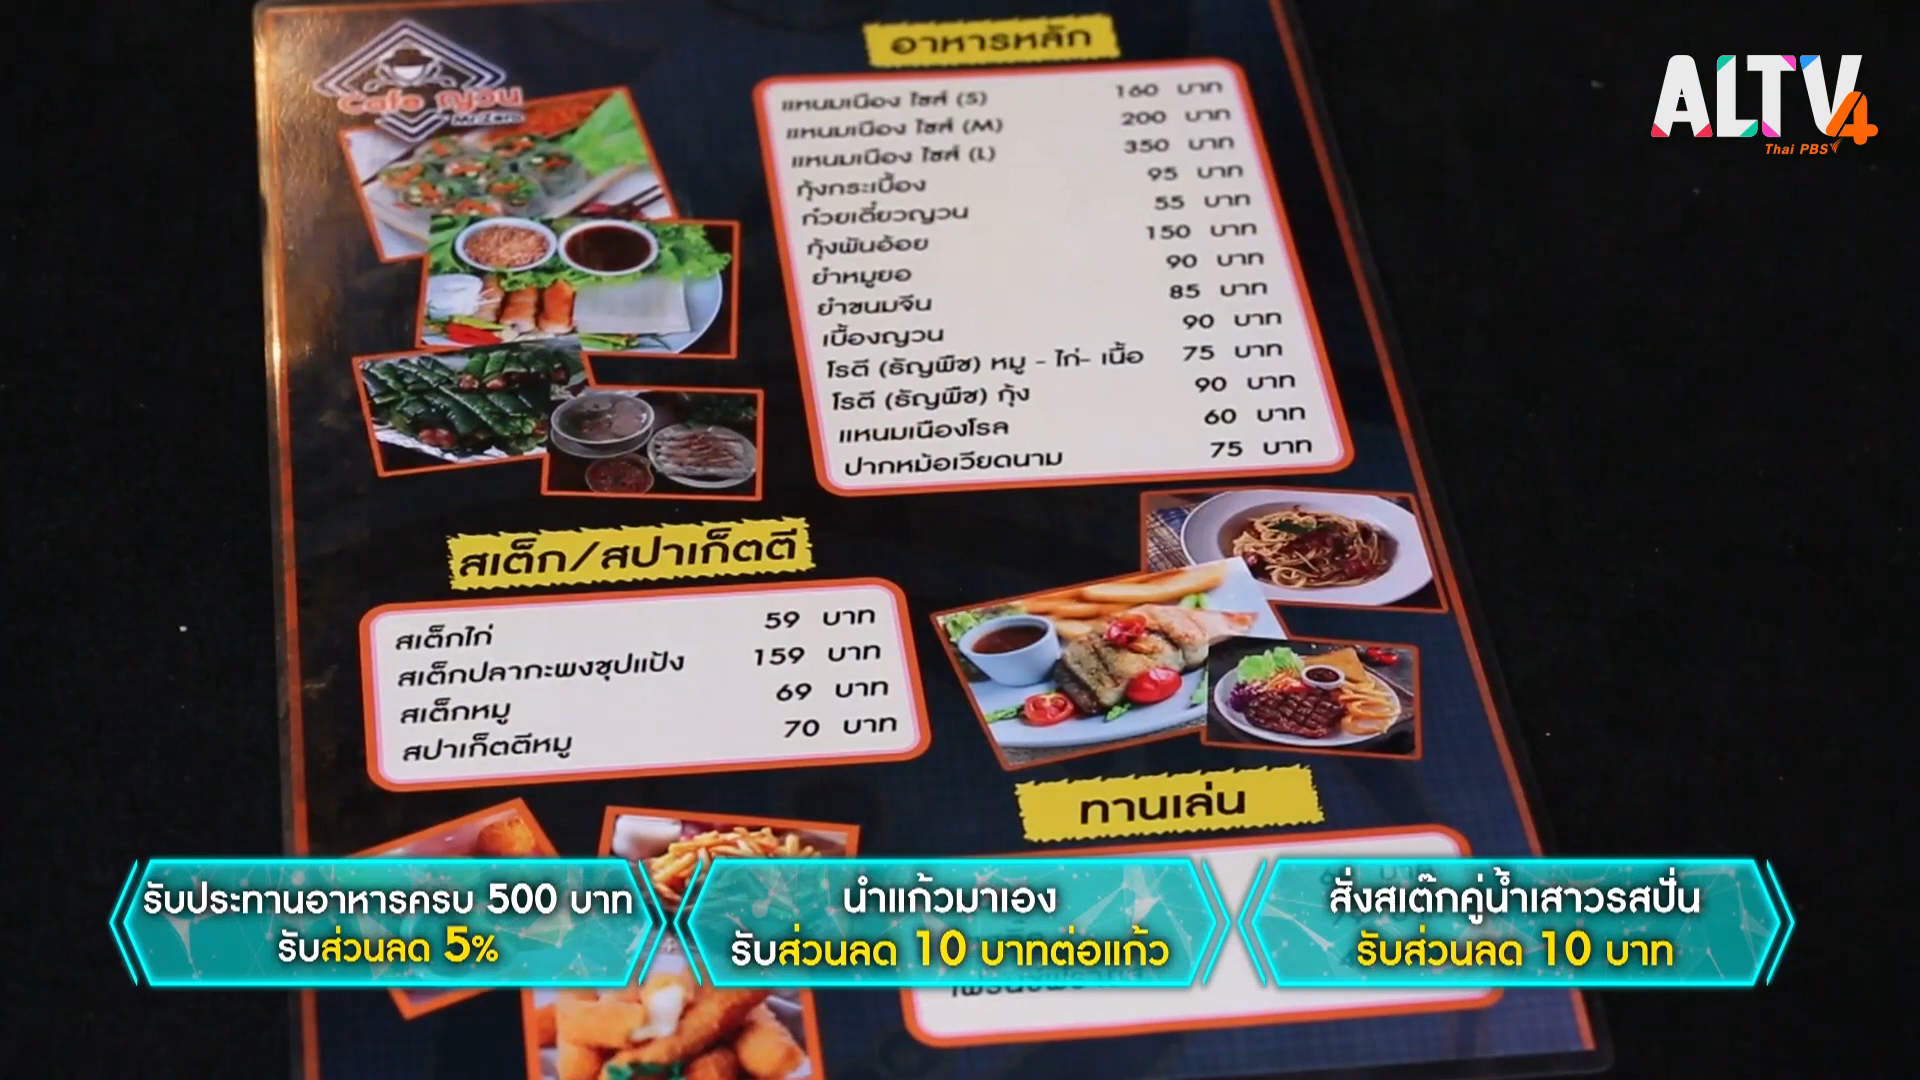 ALTV4
Thai PBS
Cafe ญวน
Mr.Zero
อาหารหลัก
แหนมเนือง ไซส์ (S) 160 บาท
แหนมเนือง ไซส์ (M) 200 บาท
แหนมเนือง ไซส์ (L) 350 บาท
กุ้งกระเบื้อง 95 บาท
ก๋วยเตี๋ยวญวน 55 บาท
กุ้งพันอ้อย 150 บาท
ยำหมูยอ 90 บาท
ยำขนมจีน 85 บาท
เบื้องญวน 90 บาท
โรตี (ธัญพืช) หมู - ไก่- เนื้อ 75 บาท
โรตี (ธัญพืช) กุ้ง 90 บาท
แหนมเนืองโรล 60 บาท
ปากหม้อเวียดนาม 75 บาท
สเต็ก/สปาเก็ตตี
สเต็กไก่ 59 บาท
สเต็กปลากะพงชุปแป้ง 159 บาท
สเต็กหมู 69 บาท
สปาเก็ตตีหมู 70 บาท
ทานเล่น
รับประทานอาหารครบ 500 บาท
รับส่วนลด 5%
นำแก้วมาเอง
รับส่วนลด 10 บาทต่อแก้ว
สั่งสเต๊กคู่น้ำเสาวรสปั่น
รับส่วนลด 10 บาท